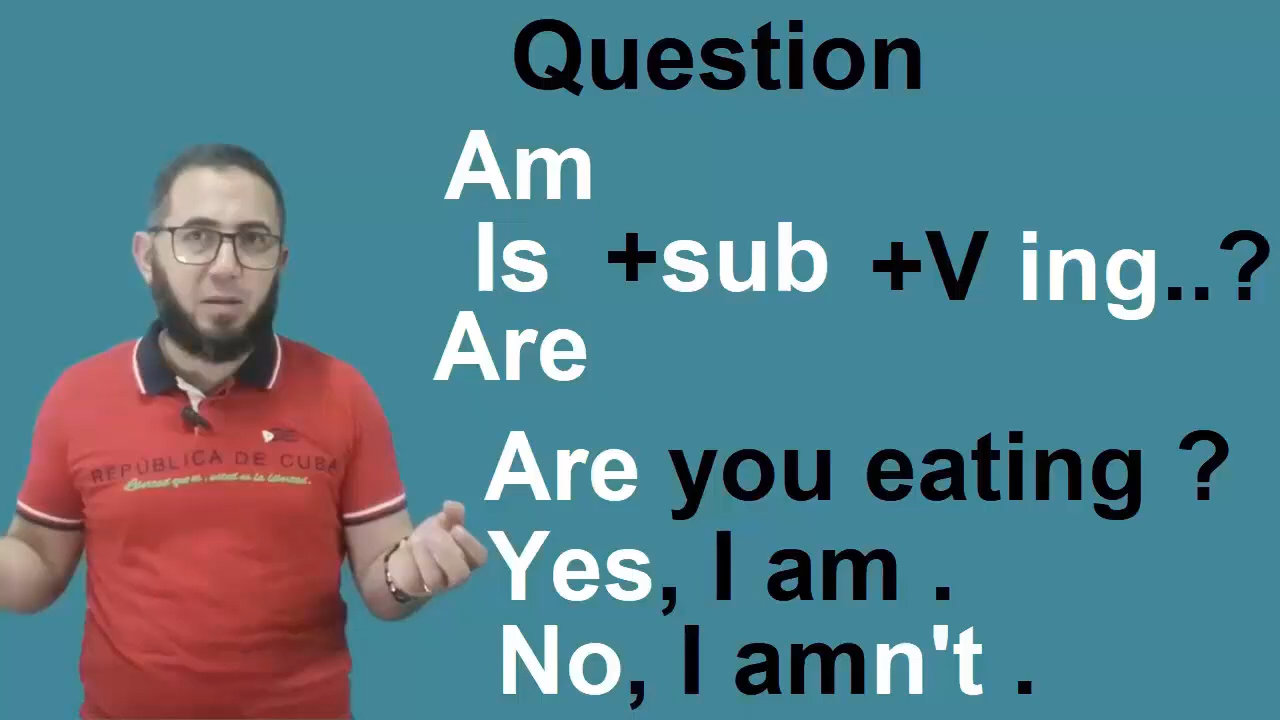 Question
Am
Is +sub +V ing..?
Are
Are you eating ?
Yes, I am .
No, I amn't .
REPÚBLICA DE CUBA